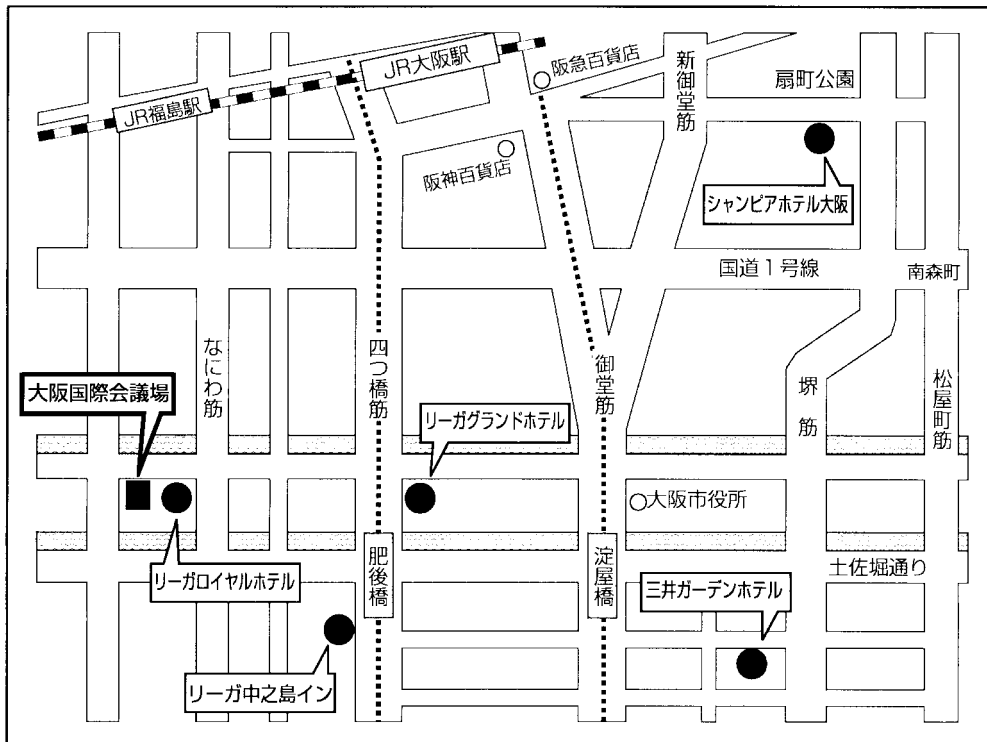 JR大阪駅
JR福島駅
阪急百貨店
新御堂筋
扇町公園
阪神百貨店
シャンピアホテル大阪
国道1号線
南森町
なにわ筋
四つ橋筋
御堂筋
堺筋
松屋町筋
大阪国際会議場
リーガグランドホテル
大阪市役所
リーガロイヤルホテル
肥後橋
淀屋橋
土佐堀通り
三井ガーデンホテル
リーガ中之島イン